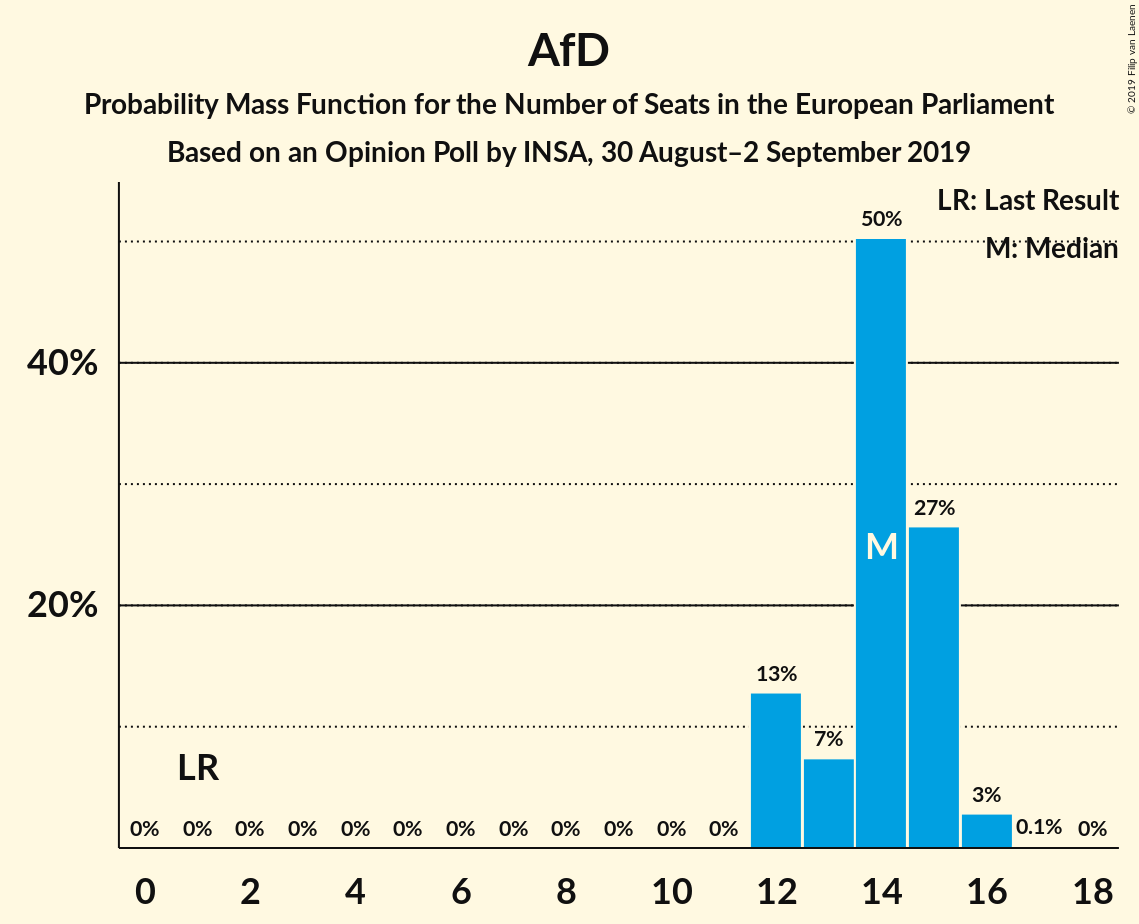 AfD
Probability Mass Function for the Number of Seats in the European Parliament
Based on an Opinion Poll by INSA, 30 August–2 September 2019
© 2019 Filip van Laenen
LR: Last Result
M: Median
50%
40%
27%
M
20%
13%
7%
LR
3%
0% 0% 0% 0% 0% 0% 0% 0% 0% 0% 0% 0% 0.1% 0%
0 2 4 6 8 10 12 14 16 18